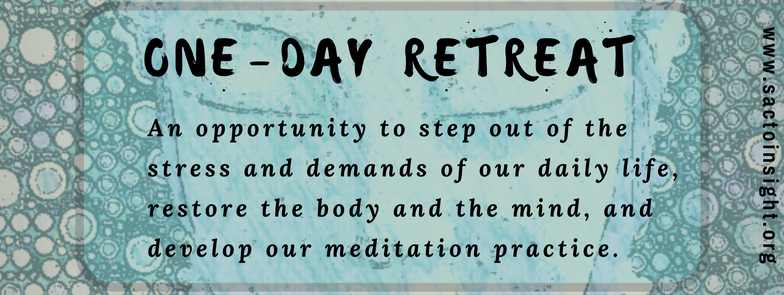 ONE-DAY RETREAT
An opportunity to step out of the
stress and demands of our daily life,
restore the body and the mind, and
develop our meditation practice.
www.sactoinsight.org